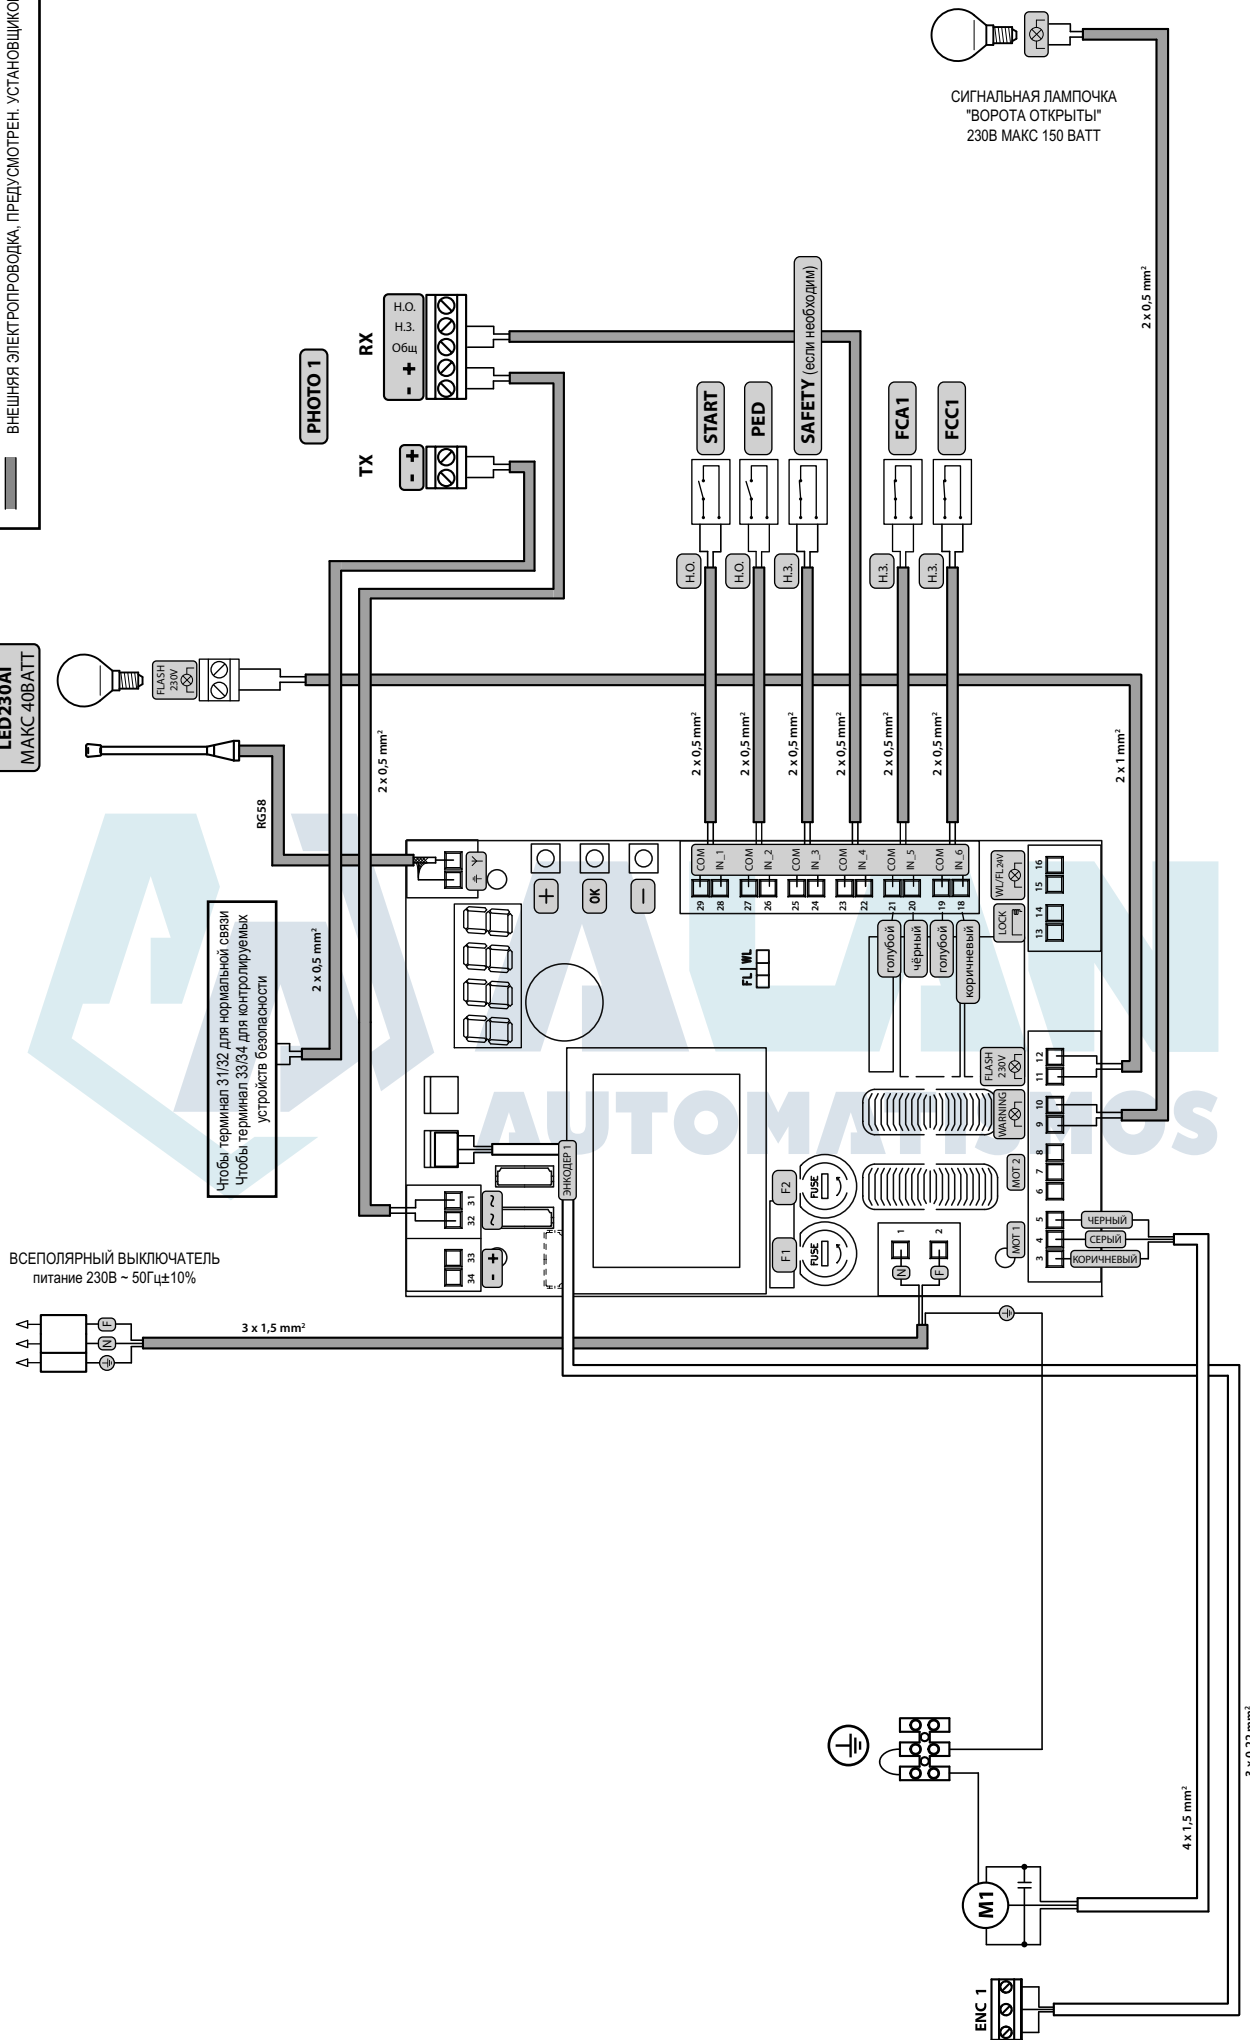 ВНЕШНЯЯ ЭЛЕКТРОПРОВОДКА, ПРЕДУСМОТРЕН. УСТАНОВЩИКОМ
СИГНАЛЬНАЯ ЛАМПОЧКА
"ВОРОТА ОТКРЫТЫ"
230В МАКС 150 ВАТТ
2 x 0,5 mm²
PHOTO 1
RX
Н.О.
Н.З.
Общ
- +
TX
- +
LED230AI
МАКС 40ВАТТ
FLASH
230V
RG58
2 x 0,5 mm²
START
PED
SAFETY (если необходим)
FCA1
FCC1
Н.О.
Н.О.
Н.З.
Н.З.
Н.З.
2 x 0,5 mm²
2 x 0,5 mm²
2 x 0,5 mm²
2 x 0,5 mm²
2 x 0,5 mm²
2 x 0,5 mm²
2 x 1 mm²
Чтобы терминал 31/32 для нормальной связи
Чтобы терминал 33/34 для контролируемых
устройств безопасности
2 x 0,5 mm²
+
OK
−
COM
IN_1
COM
IN_2
COM
IN_3
COM
IN_4
COM
IN_5
COM
IN_6
29
28
27
26
25
24
23
22
21
20
19
18
голубой
чёрный
голубой
коричневый
FL WL
LOCK
WL/FL 24V
13
14
15
16
FLASH
230V
WARNING
MOT 2
MOT 1
12
11
10
9
8
7
6
5
4
3
ЧЕРНЫЙ
СЕРЫЙ
КОРИЧНЕВЫЙ
ЭНКОДЕР 1
31
32
33
34
~ ~
- +
F2
FUSE
F1
FUSE
1
2
N
F
ВСЕПОЛЯРНЫЙ ВЫКЛЮЧАТЕЛЬ
питание 230В ~ 50Гц±10%
F
N
3 x 1,5 mm²
4 x 1,5 mm²
3 x 0,22 mm²
M1
ENC 1
ALAN
AUTOMATISMOS